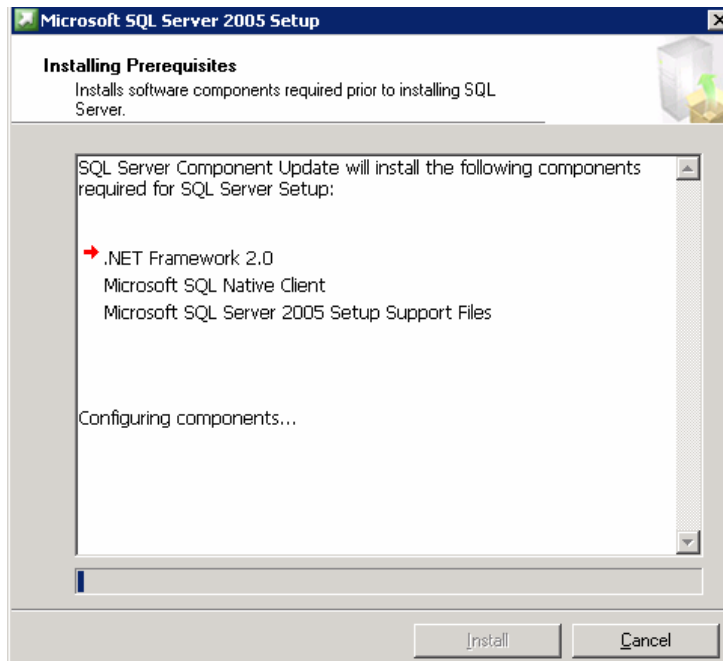 Microsoft SQL Server 2005 Setup
Installing Prerequisites
Installs software components required prior to installing SQL
Server.
SQL Server Component Update will install the following components
required for SQL Server Setup:
.NET Framework 2.0
Microsoft SQL Native Client
Microsoft SQL Server 2005 Setup Support Files
Configuring components...
Install
Cancel